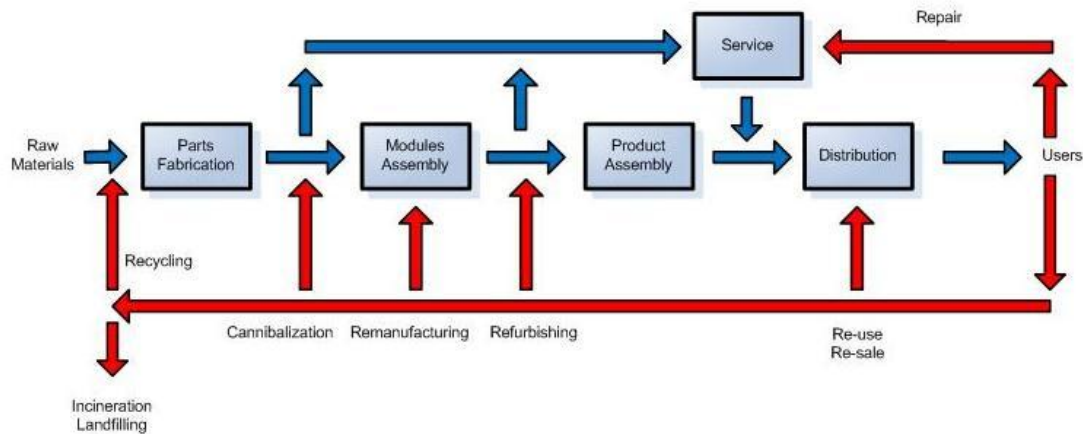 Repair
Service
Raw
Materials
Parts
Fabrication
Modules
Assembly
Product
Assembly
Distribution
Users
Recycling
Cannibalization
Remanufacturing
Refurbishing
Re-use
Re-sale
Incineration
Landfilling